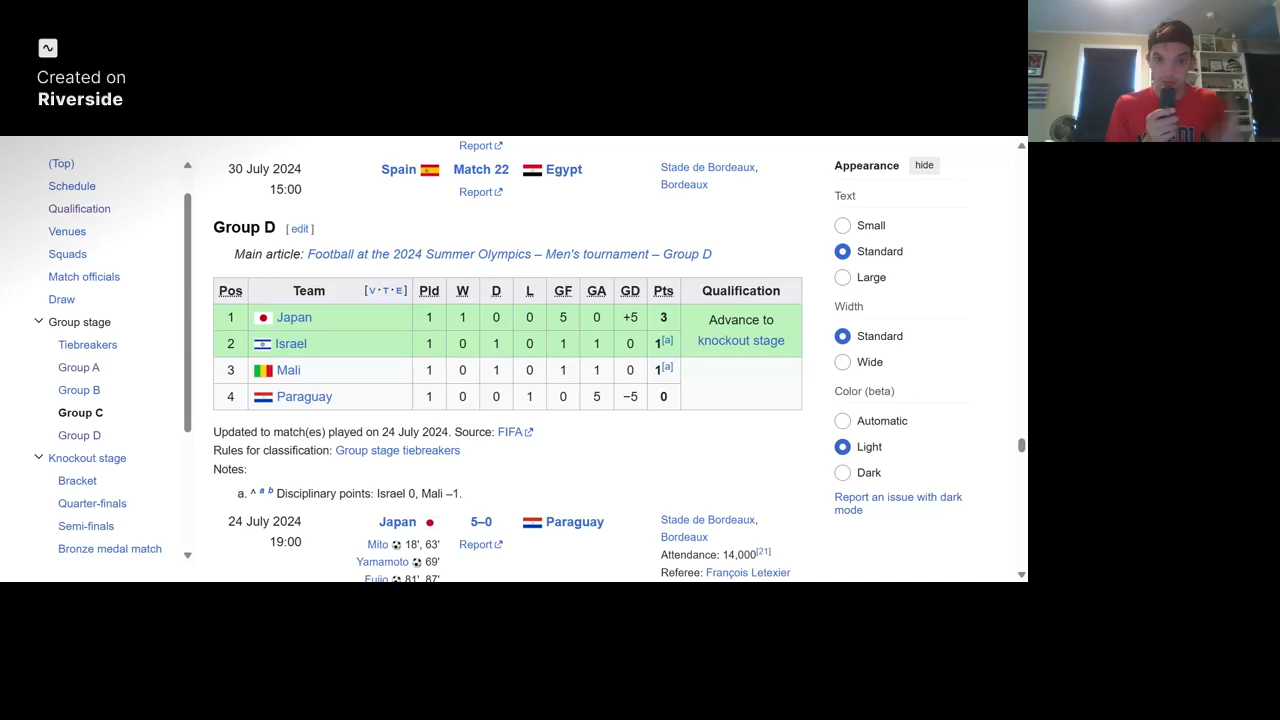 Created on
Riverside
(Top)
Schedule
Qualification
Venues
Squads
Match officials
Draw
Group stage
Tiebreakers
Group A
Group B
Group C
Group D
Knockout stage
Bracket
Quarter-finals
Semi-finals
Bronze medal match
Report
30 July 2024 Spain Match 22 Egypt Stade de Bordeaux,
15:00 Report Bordeaux
Group D [ edit ]
Main article: Football at the 2024 Summer Olympics – Men's tournament – Group D
Pos Team [V·T·E] Pld W D L GF GA GD Pts Qualification
1 Japan 1 1 0 0 5 0 +5 3 Advance to
2 Israel 1 0 1 0 1 1 0 1[a] knockout stage
3 Mali 1 0 1 0 1 1 0 1[a]
4 Paraguay 1 0 0 1 0 5 −5 0
Updated to match(es) played on 24 July 2024. Source: FIFA
Rules for classification: Group stage tiebreakers
Notes:
a. ^ a b Disciplinary points: Israel 0, Mali –1.
24 July 2024 Japan 5–0 Paraguay Stade de Bordeaux,
19:00 Mito 18', 63' Report Bordeaux
Yamamoto 69' Attendance: 14,000[21]
Fujio 81', 87' Referee: François Letexier
Appearance hide
Text
Small
Standard
Large
Width
Standard
Wide
Color (beta)
Automatic
Light
Dark
Report an issue with dark
mode